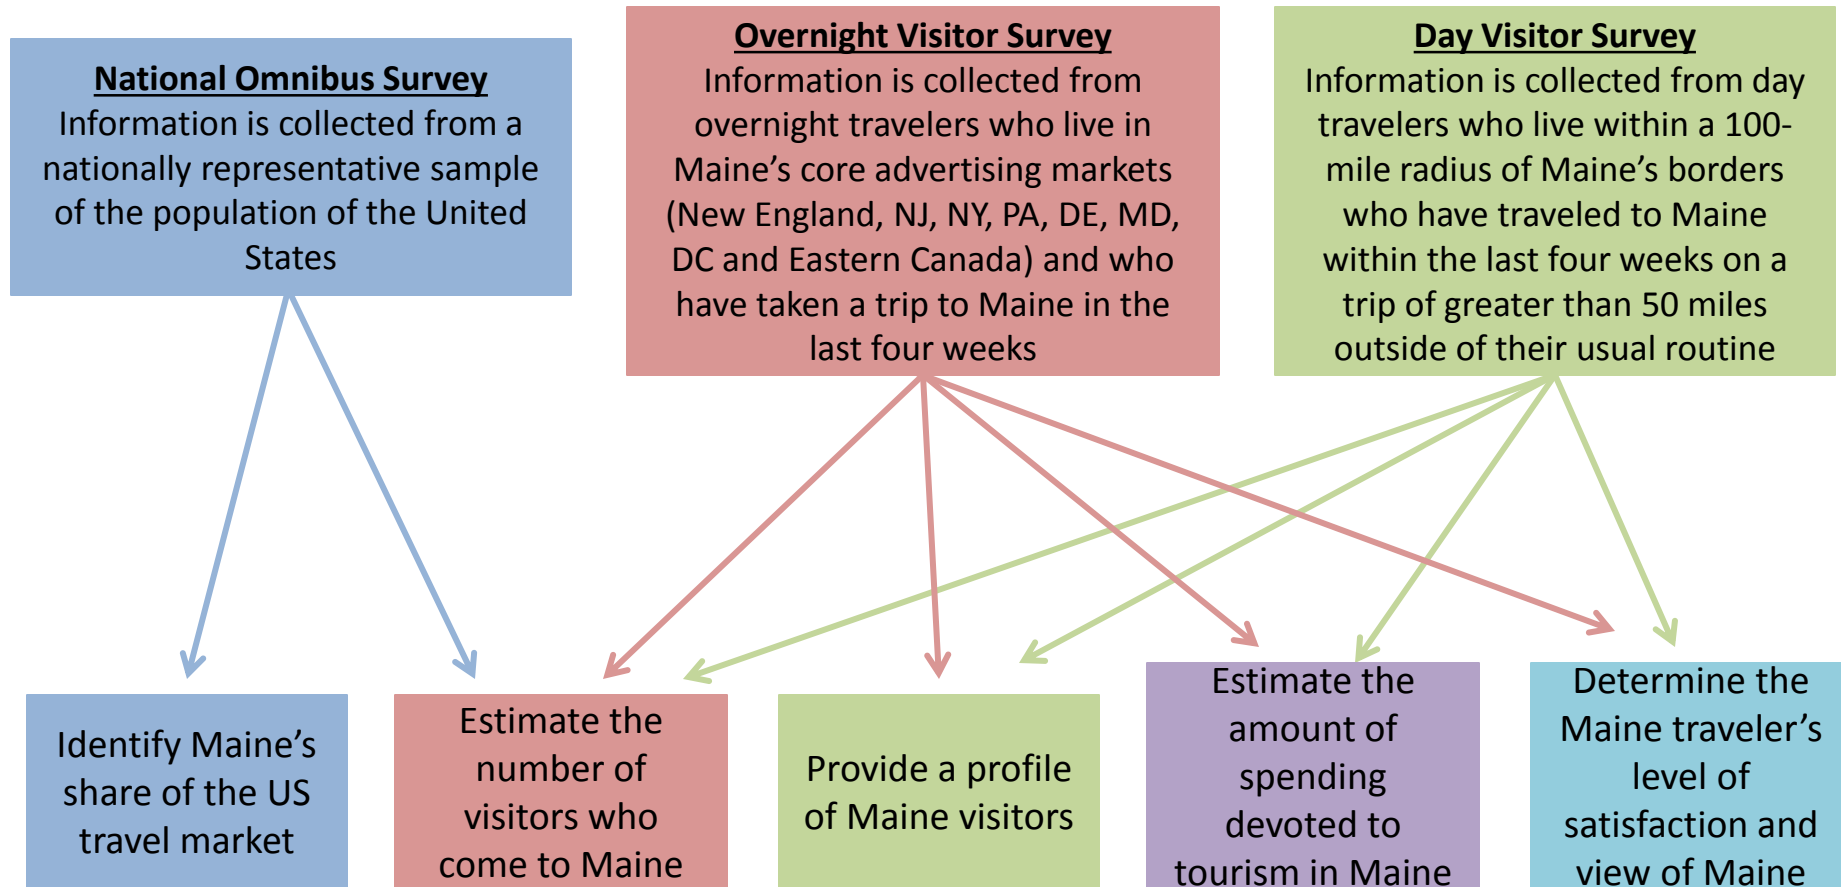 National Omnibus Survey
Information is collected from a
nationally representative sample
of the population of the United
States
Overnight Visitor Survey
Information is collected from
overnight travelers who live in
Maine’s core advertising markets
(New England, NJ, NY, PA, DE, MD,
DC and Eastern Canada) and who
have taken a trip to Maine in the
last four weeks
Day Visitor Survey
Information is collected from day
travelers who live within a 100-
mile radius of Maine’s borders
who have traveled to Maine
within the last four weeks on a
trip of greater than 50 miles
outside of their usual routine
Identify Maine’s
share of the US
travel market
Estimate the
number of
visitors who
come to Maine
Provide a profile
of Maine visitors
Estimate the
amount of
spending
devoted to
tourism in Maine
Determine the
Maine traveler’s
level of
satisfaction and
view of Maine